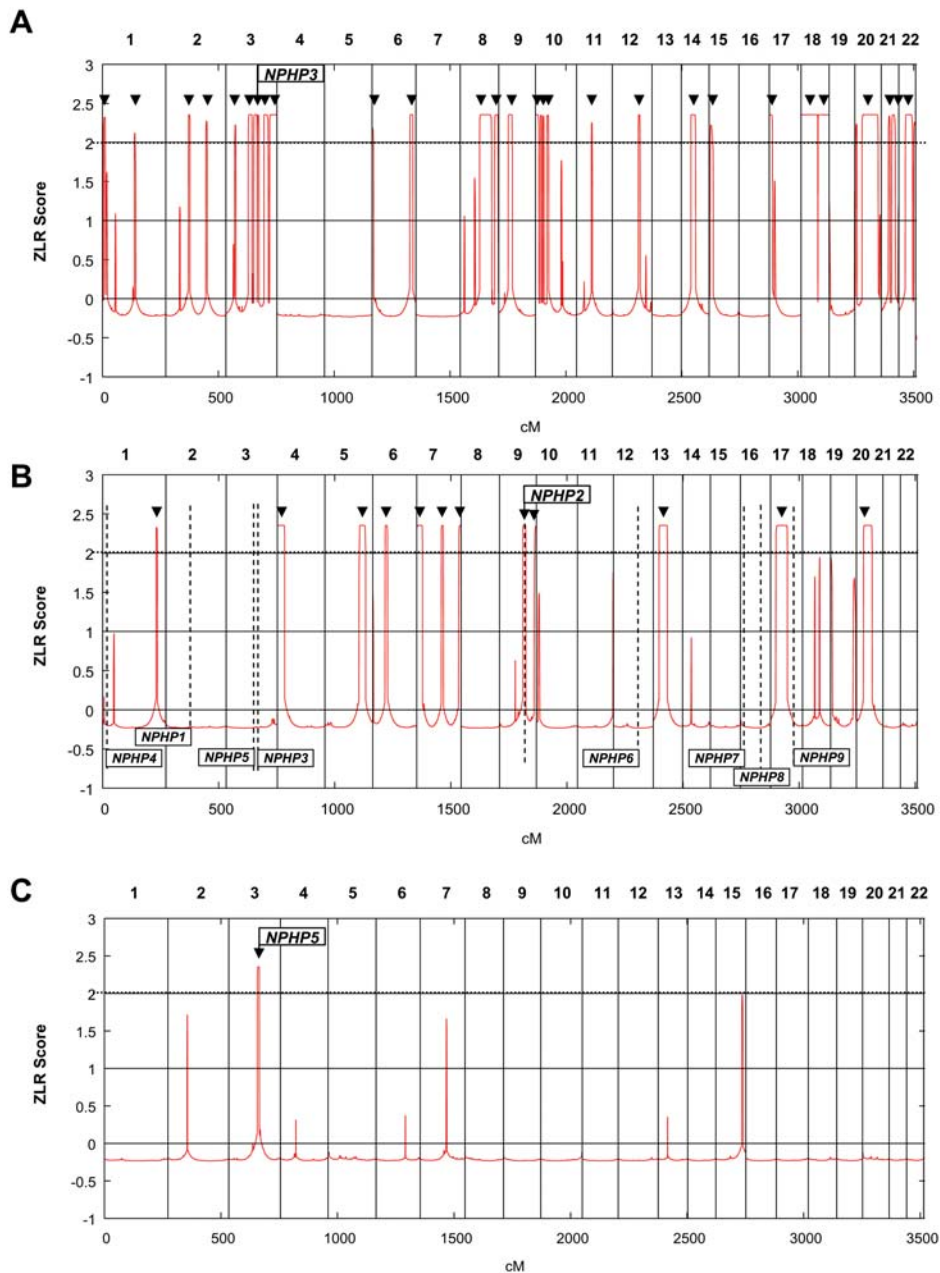 A
1 2 3 4 5 6 7 8 9 10 11 12 13 14 15 16 17 18 19 20 21 22
NPHP3
3
2.5
2
1.5
1
0.5
0
-0.5
-1
ZLR Score
0 500 1000 1500 2000 2500 3000 3500
cM
B
1 2 3 4 5 6 7 8 9 10 11 12 13 14 15 16 17 18 19 20 21 22
NPHP2
3
2.5
2
1.5
1
0.5
0
-0.5
-1
ZLR Score
NPHP1
NPHP4 NPHP5 NPHP3 NPHP6 NPHP7 NPHP9
NPHP8
0 500 1000 1500 2000 2500 3000 3500
cM
C
1 2 3 4 5 6 7 8 9 10 11 12 13 14 15 16 17 18 19 20 21 22
NPHP5
3
2.5
2
1.5
1
0.5
0
-0.5
-1
ZLR Score
0 500 1000 1500 2000 2500 3000 3500
cM